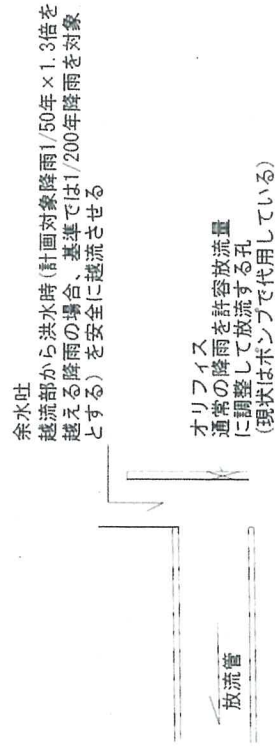 余水吐
越流部から洪水時(計画対象降雨1/50年×1.3倍を
越える降雨の場合、基準では1/200年降雨を対象
とする)を安全に越流させる
オリフィス
通常の降雨を許容放流量
に調整して放流する孔
(現状はポンプで代用している)
放流管